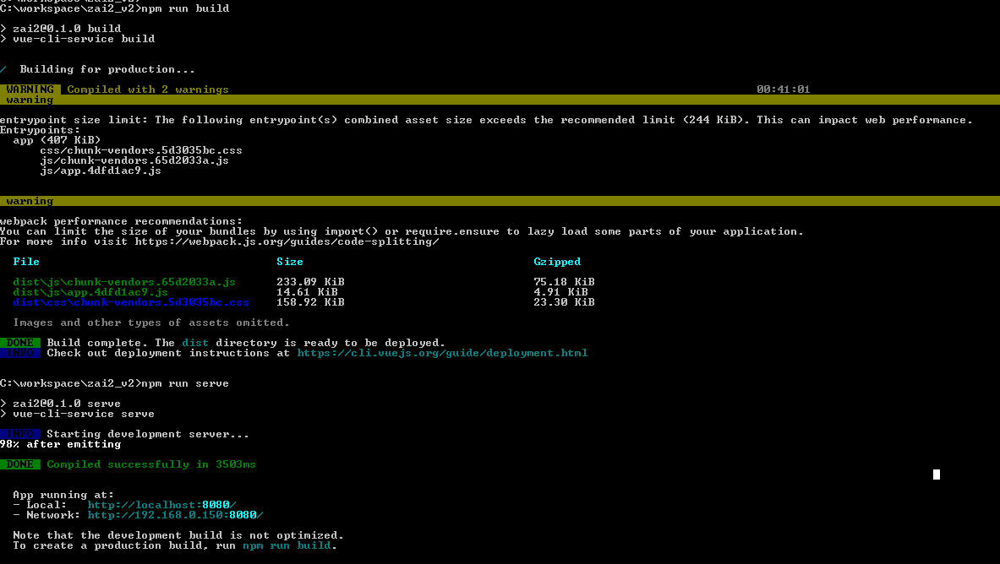 C:\workspace\zai2_v2>npm run build
> zai2@0.1.0 build
> vue-cli-service build
/ Building for production...
WARNING Compiled with 2 warnings 00:41:01
warning
entrypoint size limit: The following entrypoint(s) combined asset size exceeds the recommended limit (244 KiB). This can impact web performance.
Entrypoints:
app (407 KiB)
css/chunk-vendors.5d3035bc.css
js/chunk-vendors.65d2033a.js
js/app.4dfd1ac9.js
warning
webpack performance recommendations:
You can limit the size of your bundles by using import() or require.ensure to lazy load some parts of your application.
For more info visit https://webpack.js.org/guides/code-splitting/
File Size Gzipped
dist\js\chunk-vendors.65d2033a.js 233.09 KiB 75.18 KiB
dist\js\app.4dfd1ac9.js 14.61 KiB 4.91 KiB
dist\css\chunk-vendors.5d3035bc.css 158.92 KiB 23.30 KiB
Images and other types of assets omitted.
DONE Build complete. The dist directory is ready to be deployed.
INFO Check out deployment instructions at https://cli.vuejs.org/guide/deployment.html
C:\workspace\zai2_v2>npm run serve
> zai2@0.1.0 serve
> vue-cli-service serve
INFO Starting development server...
98% after emitting
DONE Compiled successfully in 3503ms
App running at:
- Local: http://localhost:8080/
- Network: http://192.168.0.150:8080/
Note that the development build is not optimized.
To create a production build, run npm run build.